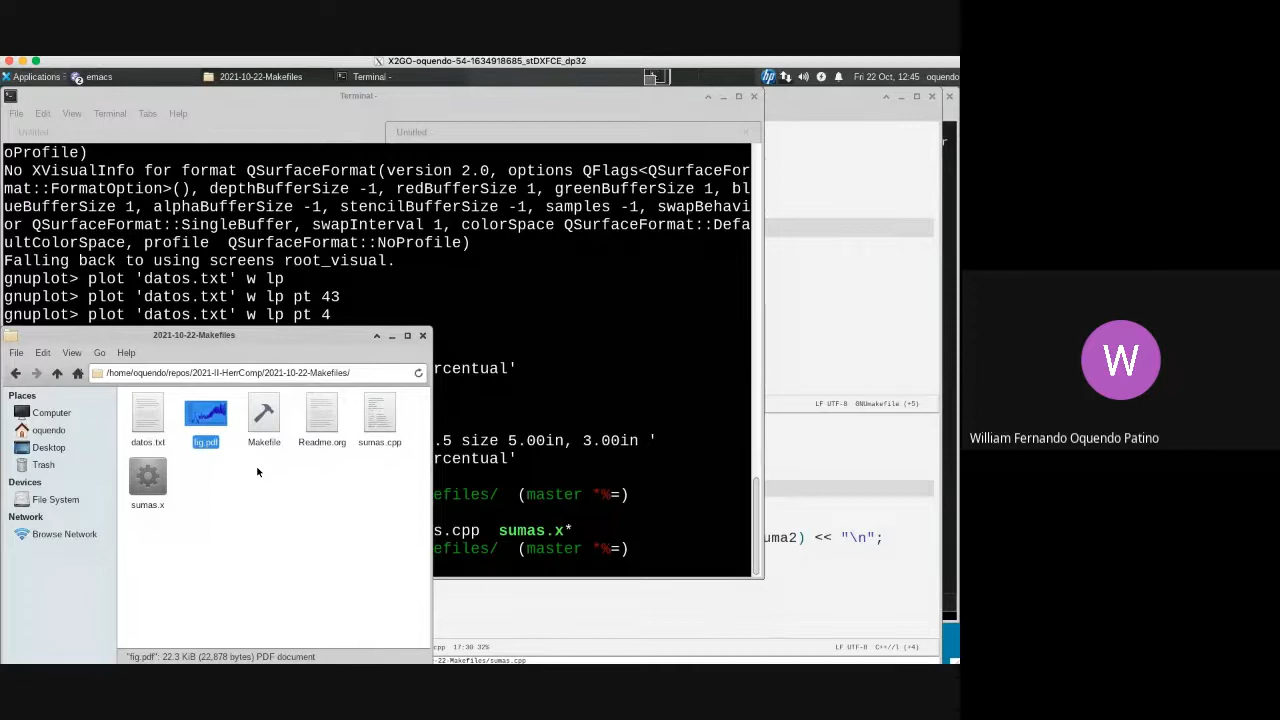 X2GO-oquendo-54-1634918685_stDXFCE_dp32
Applications emacs 2021-10-22-Makefiles Terminal - Fri 22 Oct, 12:45 oquendo
Terminal -
File Edit View Terminal Tabs Help
Untitled Untitled
oProfile)
No XVisualInfo for format QSurfaceFormat(version 2.0, options QFlags<QSurfaceFor
mat::FormatOption>(), depthBufferSize -1, redBufferSize 1, greenBufferSize 1, bl
ueBufferSize 1, alphaBufferSize -1, stencilBufferSize -1, samples -1, swapBehavi
or QSurfaceFormat::SingleBuffer, swapInterval 1, colorSpace QSurfaceFormat::Defa
ultColorSpace, profile  QSurfaceFormat::NoProfile)
Falling back to using screens root_visual.
gnuplot> plot 'datos.txt' w lp
gnuplot> plot 'datos.txt' w lp pt 43
gnuplot> plot 'datos.txt' w lp pt 4
2021-10-22-Makefiles
File Edit View Go Help
/home/oquendo/repos/2021-II-HerrComp/2021-10-22-Makefiles/
Places
Computer
oquendo
Desktop
Trash
Devices
File System
Network
Browse Network
datos.txt fig.pdf Makefile Readme.org sumas.cpp
sumas.x
"fig.pdf": 22.3 KiB (22,878 bytes) PDF document
rcentual'
.5 size 5.00in, 3.00in '
rcentual'
efiles/  (master *%=)
s.cpp  sumas.x*
efiles/  (master *%=)
LF UTF-8 GNUmakefile (+5)
uma2) << "\n";
cpp 17:30 32% LF UTF-8 C++//l (+4)
-22-Makefiles/sumas.cpp
W
William Fernando Oquendo Patino